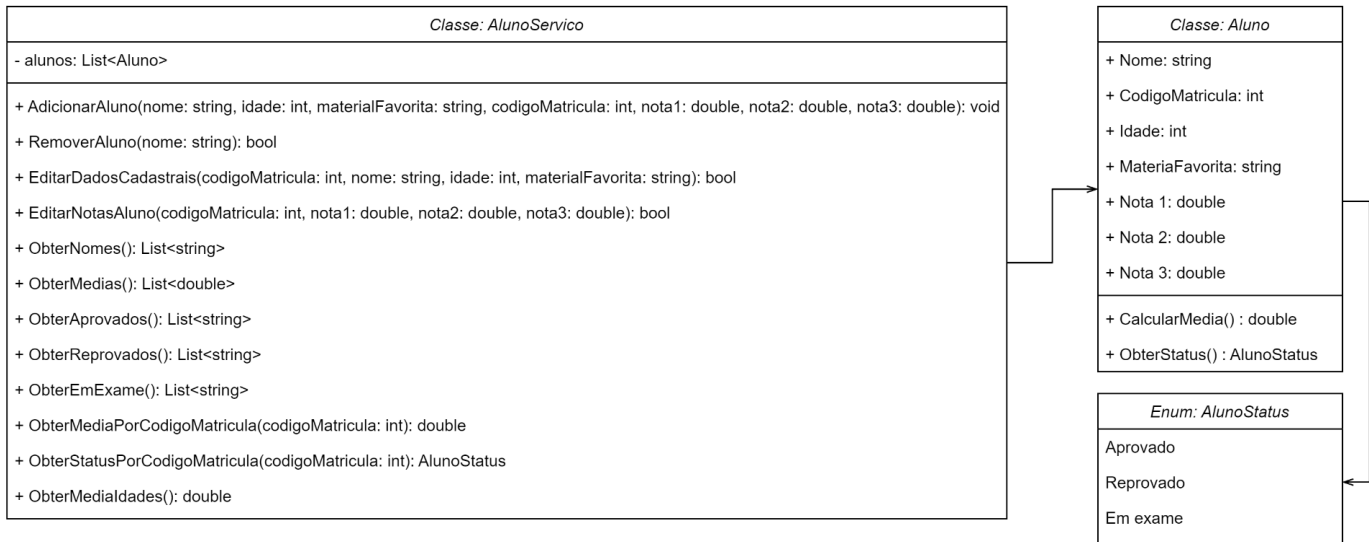 Classe: AlunoServico
- alunos: List<Aluno>
+ AdicionarAluno(nome: string, idade: int, materialFavorita: string, codigoMatricula: int, nota1: double, nota2: double, nota3: double): void
+ RemoverAluno(nome: string): bool
+ EditarDadosCadastrais(codigoMatricula: int, nome: string, idade: int, materialFavorita: string): bool
+ EditarNotasAluno(codigoMatricula: int, nota1: double, nota2: double, nota3: double): bool
+ ObterNomes(): List<string>
+ ObterMedias(): List<double>
+ ObterAprovados(): List<string>
+ ObterReprovados(): List<string>
+ ObterEmExame(): List<string>
+ ObterMediaPorCodigoMatricula(codigoMatricula: int): double
+ ObterStatusPorCodigoMatricula(codigoMatricula: int): AlunoStatus
+ ObterMediaIdades(): double
Classe: Aluno
+ Nome: string
+ CodigoMatricula: int
+ Idade: int
+ MateriaFavorita: string
+ Nota 1: double
+ Nota 2: double
+ Nota 3: double
+ CalcularMedia() : double
+ ObterStatus() : AlunoStatus
Enum: AlunoStatus
Aprovado
Reprovado
Em exame